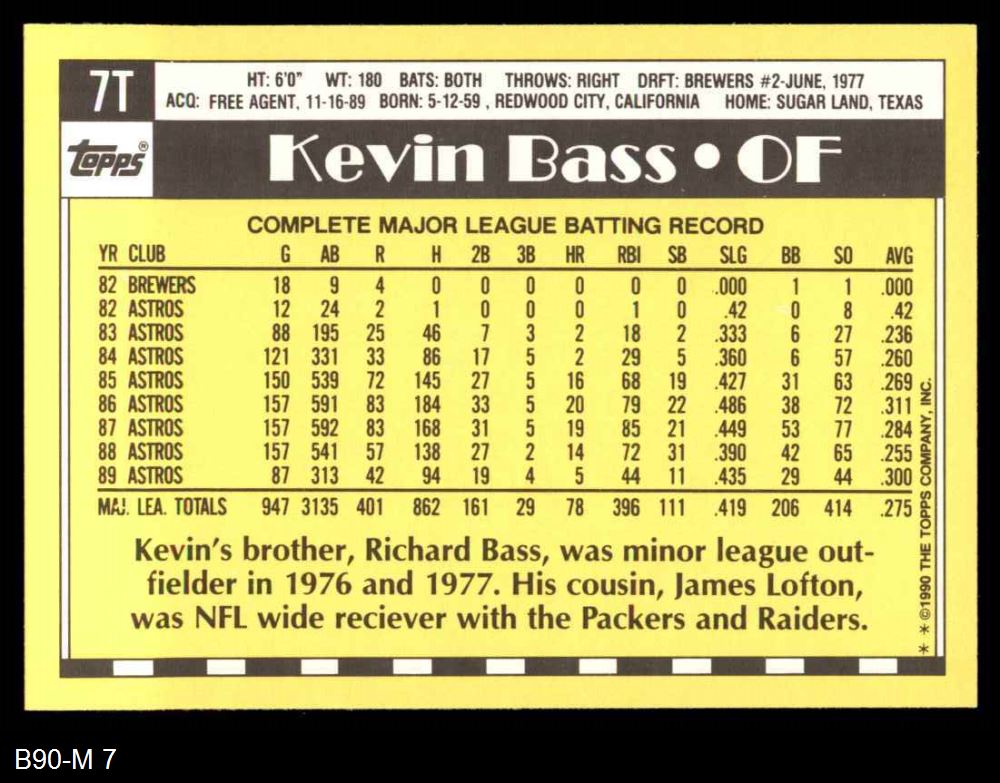 7T
HT: 6'0" WT: 180 BATS: BOTH THROWS: RIGHT DRFT: BREWERS #2-JUNE, 1977
ACQ: FREE AGENT, 11-16-89 BORN: 5-12-59 , REDWOOD CITY, CALIFORNIA HOME: SUGAR LAND, TEXAS
Topps®
Kevin Bass • OF
COMPLETE MAJOR LEAGUE BATTING RECORD
YR CLUB G AB R H 2B 3B HR RBI SB SLG BB SO AVG
82 BREWERS 18 9 4 0 0 0 0 0 0 .000 1 1 .000
82 ASTROS 12 24 2 1 0 0 0 1 0 .42 0 8 .42
83 ASTROS 88 195 25 46 7 3 2 18 2 .333 6 27 .236
84 ASTROS 121 331 33 86 17 5 2 29 5 .360 6 57 .260
85 ASTROS 150 539 72 145 27 5 16 68 19 .427 31 63 .269
86 ASTROS 157 591 83 184 33 5 20 79 22 .486 38 72 .311
87 ASTROS 157 592 83 168 31 5 19 85 21 .449 53 77 .284
88 ASTROS 157 541 57 138 27 2 14 72 31 .390 42 65 .255
89 ASTROS 87 313 42 94 19 4 5 44 11 .435 29 44 .300
MAJ. LEA. TOTALS 947 3135 401 862 161 29 78 396 111 .419 206 414 .275
Kevin's brother, Richard Bass, was minor league out-
fielder in 1976 and 1977. His cousin, James Lofton,
was NFL wide reciever with the Packers and Raiders.
* * ©1990 THE TOPPS COMPANY, INC.
B90-M 7